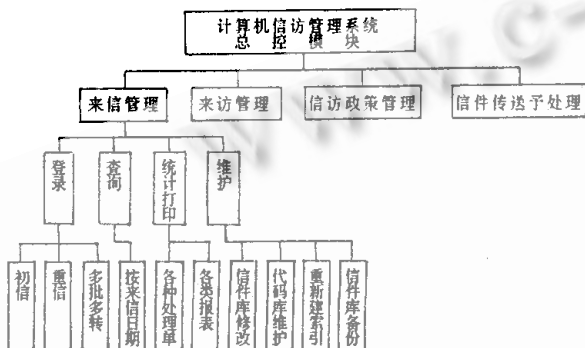 计算机信访管理系统
总控模块
来信管理
来访管理
信访政策管理
信件传送予处理
登录
查询
统计打印
维护
初信
重信
多批多转
按来信日期
各种处理单
各类报表
信件库修改
代码库维护
重新建索引
信件库备份
www.c-